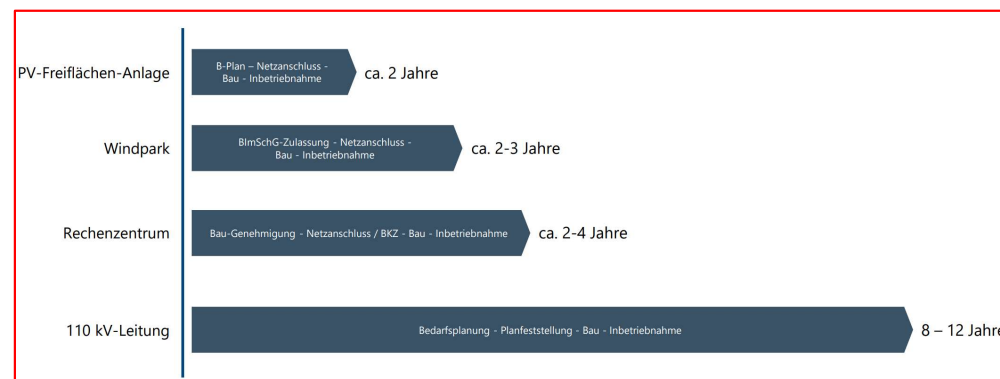 PV-Freiflächen-Anlage
B-Plan – Netzanschluss -
Bau - Inbetriebnahme
ca. 2 Jahre
Windpark
BImSchG-Zulassung - Netzanschluss -
Bau - Inbetriebnahme
ca. 2-3 Jahre
Rechenzentrum
Bau-Genehmigung - Netzanschluss / BKZ - Bau - Inbetriebnahme
ca. 2-4 Jahre
110 kV-Leitung
Bedarfsplanung - Planfeststellung - Bau - Inbetriebnahme
8 – 12 Jahre